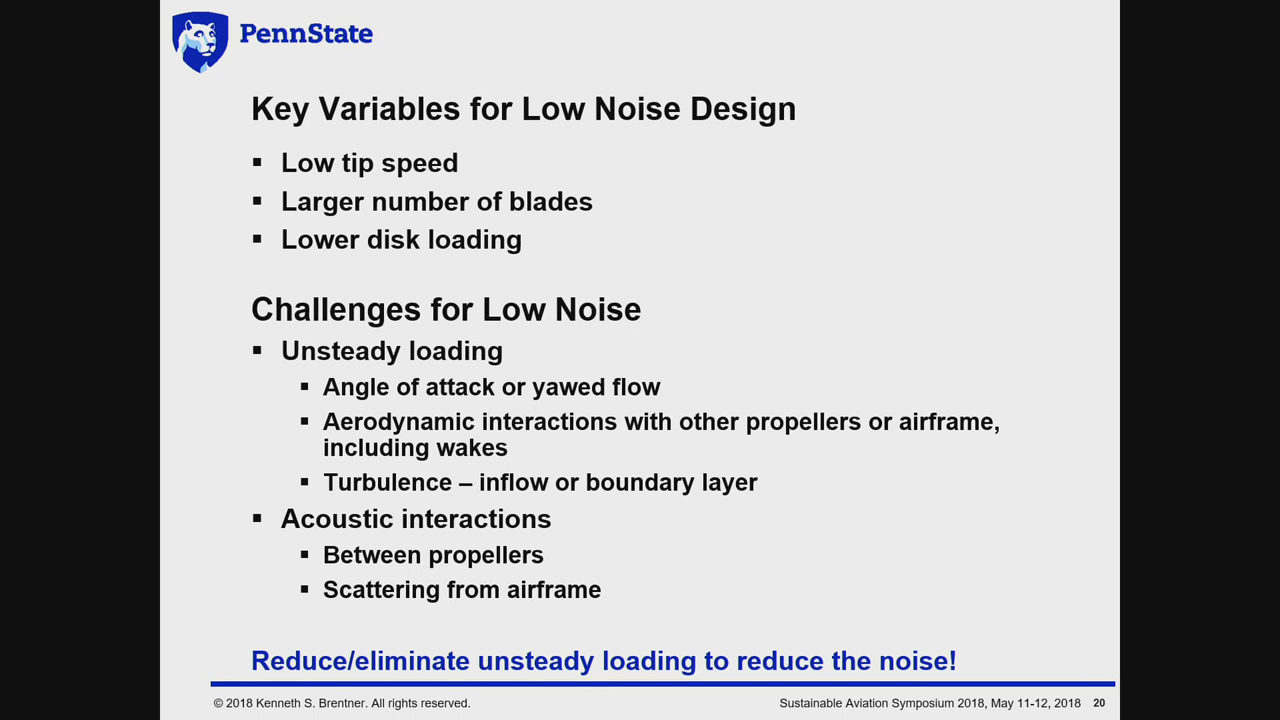 PennState
Key Variables for Low Noise Design
▪ Low tip speed
▪ Larger number of blades
▪ Lower disk loading
Challenges for Low Noise
▪ Unsteady loading
▪ Angle of attack or yawed flow
▪ Aerodynamic interactions with other propellers or airframe,
including wakes
▪ Turbulence – inflow or boundary layer
▪ Acoustic interactions
▪ Between propellers
▪ Scattering from airframe
Reduce/eliminate unsteady loading to reduce the noise!
© 2018 Kenneth S. Brentner. All rights reserved.
Sustainable Aviation Symposium 2018, May 11-12, 2018 20